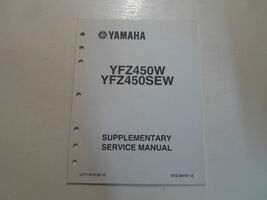 YAMAHA
YFZ450W
YFZ450SEW
SUPPLEMENTARY
SERVICE MANUAL